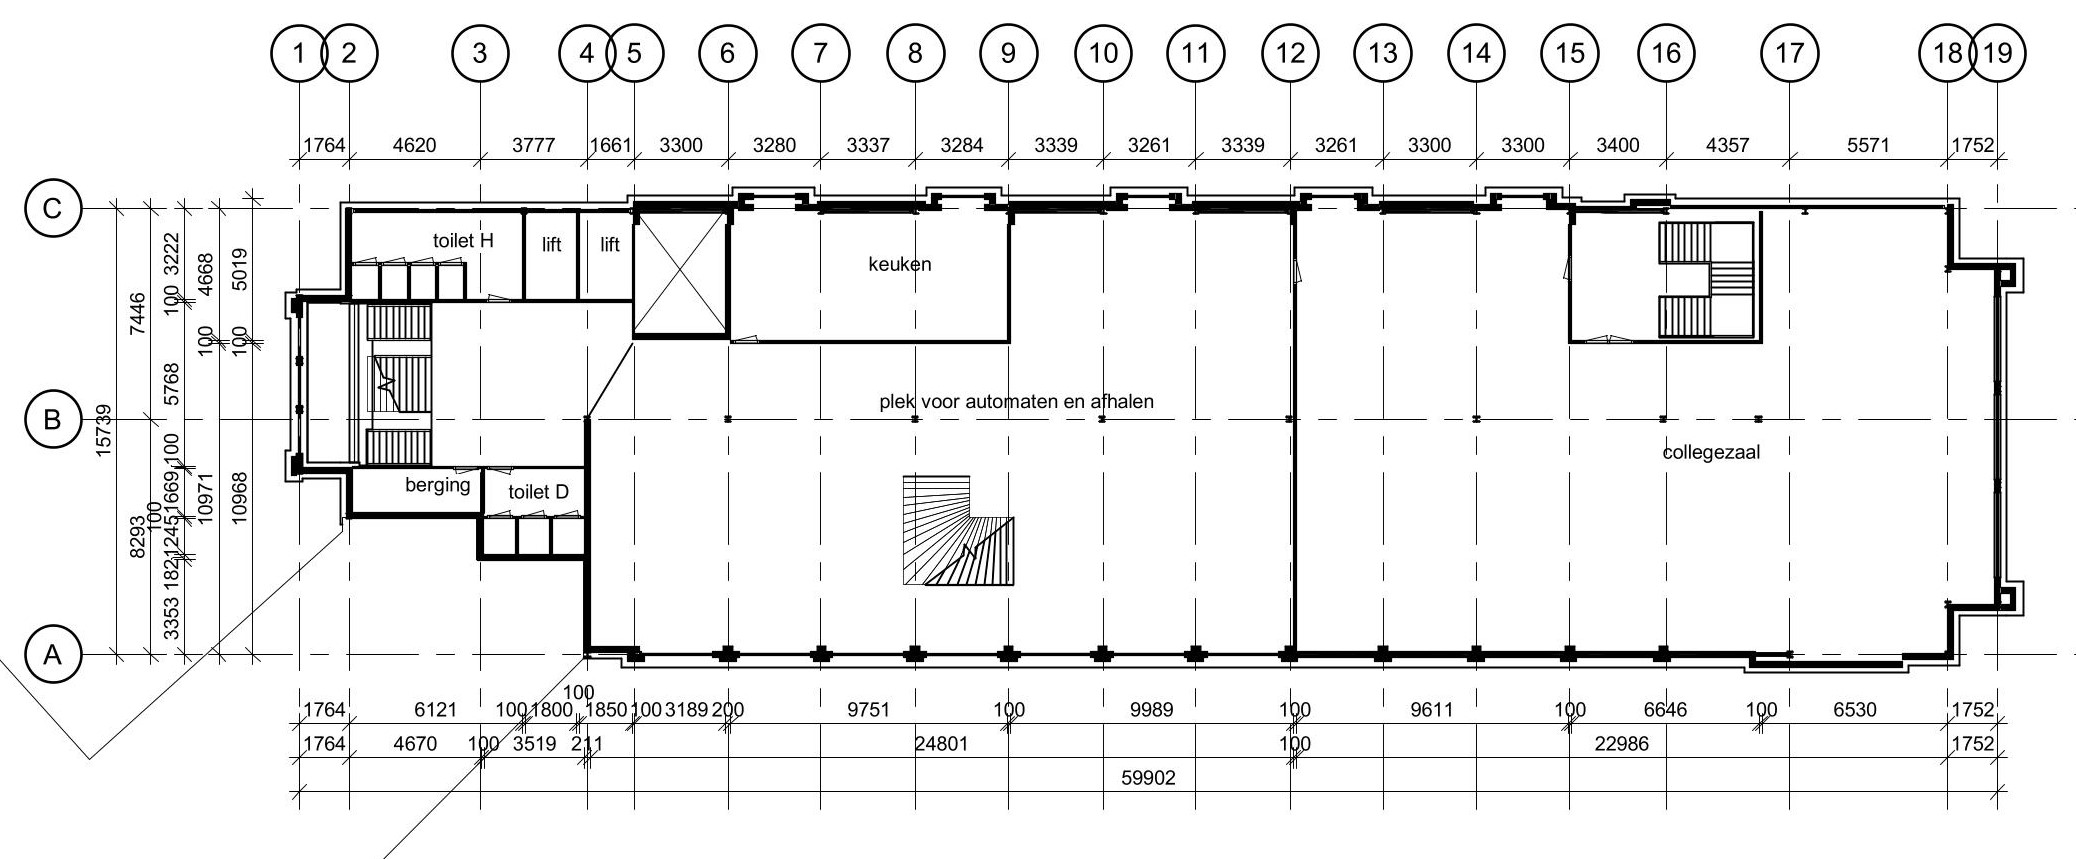 1 2 3 4 5 6 7 8 9 10 11 12 13 14 15 16 17 18 19
1764 4620 3777 1661 3300 3280 3337 3284 3339 3261 3339 3261 3300 3300 3400 4357 5571 1752
C
B
A
15739
7446
8293
3222
100
5768
100
1669
100
1245
182
3353
4668
100
10971
5019
100
10968
toilet H
lift
lift
keuken
plek voor automaten en afhalen
collegezaal
berging
toilet D
1764 6121 100 1800 100 1850 100 3189 200 9751 100 9989 100 9611 100 6646 100 6530 1752
1764 4670 100 3519 211 24801 100 22986 1752
59902